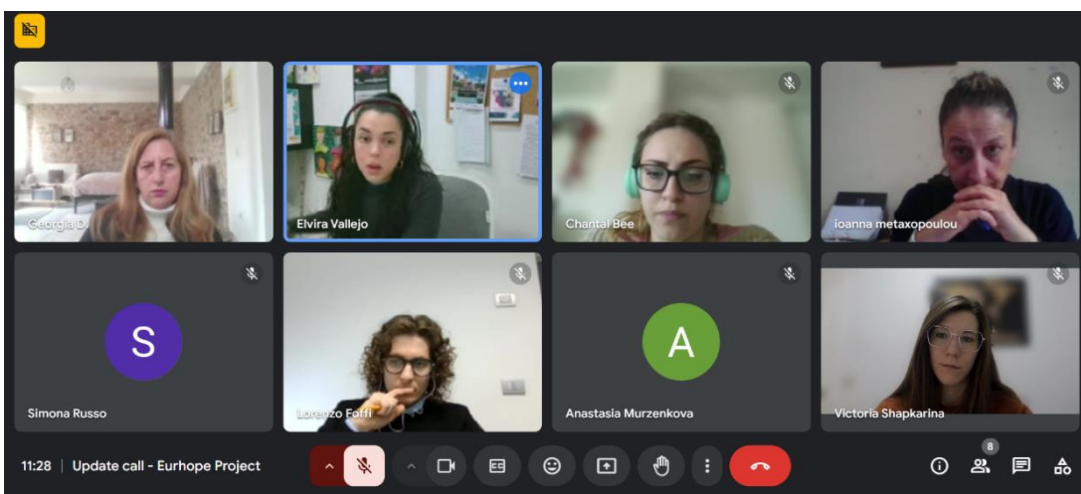 Georgia D.
Elvira Vallejo
Chantal Bee
ioanna metaxopoulou
S
Simona Russo
Lorenzo Foffi
A
Anastasia Murzenkova
Victoria Shapkarina
11:28 | Update call - Eurhope Project
CC
8